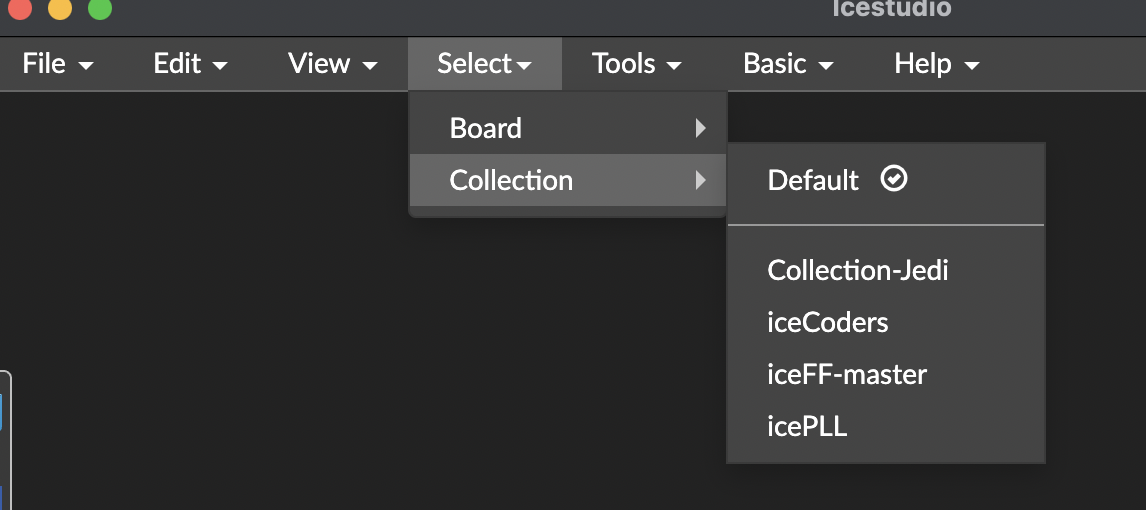 Icestudio
File Edit View Select Tools Basic Help
Board
Collection
Default
Collection-Jedi
iceCoders
iceFF-master
icePLL